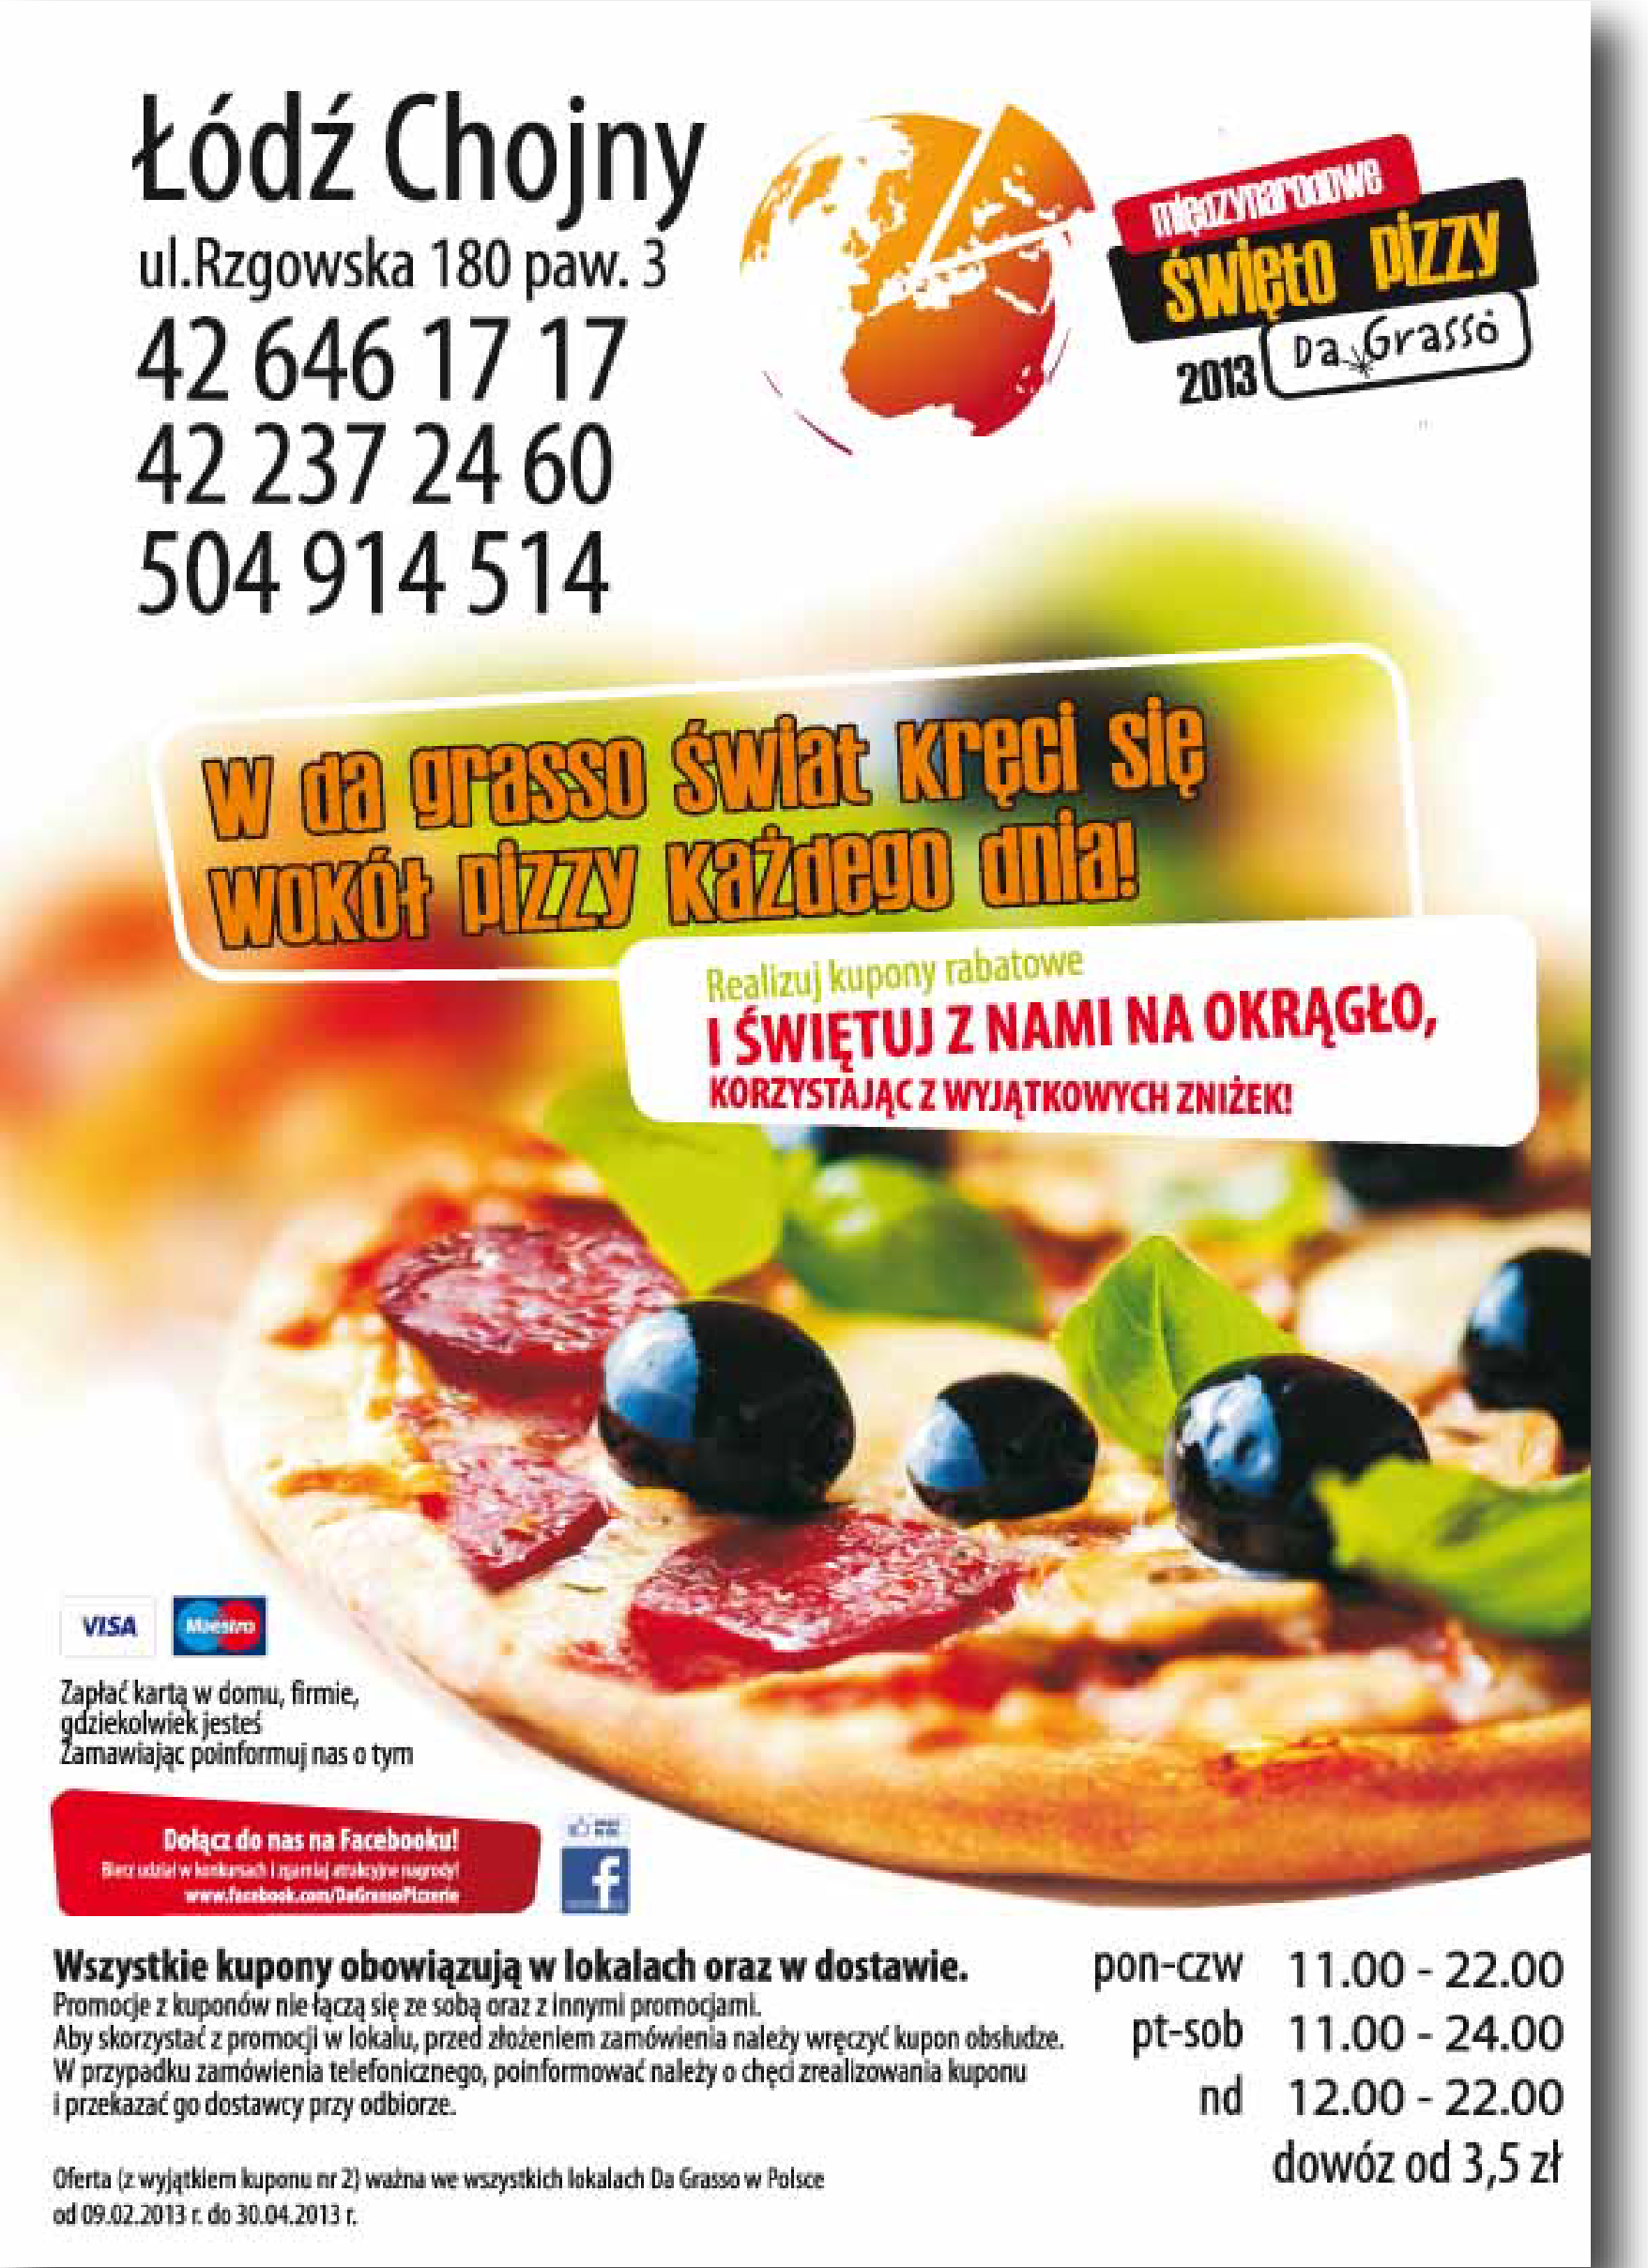 Łódź Chojny
ul.Rzgowska 180 paw. 3
42 646 17 17
42 237 24 60
504 914 514
międzynarodowe
święto pizzy
2013 Da Grasso
W da grasso świat kręci się
wokół pizzy każdego dnia!
Realizuj kupony rabatowe
I ŚWIĘTUJ Z NAMI NA OKRĄGŁO,
KORZYSTAJĄC Z WYJĄTKOWYCH ZNIŻEK!
VISA
Maestro
Zapłać kartą w domu, firmie,
gdziekolwiek jesteś
Zamawiając poinformuj nas o tym
Dołącz do nas na Facebooku!
Bierz udział w konkursach i zgarniaj atrakcyjne nagrody!
www.facebook.com/DaGrassoPizzerie
f
Wszystkie kupony obowiązują w lokalach oraz w dostawie.
Promocje z kuponów nie łączą się ze sobą oraz z innymi promocjami.
Aby skorzystać z promocji w lokalu, przed złożeniem zamówienia należy wręczyć kupon obsłudze.
W przypadku zamówienia telefonicznego, poinformować należy o chęci zrealizowania kuponu
i przekazać go dostawcy przy odbiorze.
pon-czw 11.00 - 22.00
pt-sob 11.00 - 24.00
nd 12.00 - 22.00
dowóz od 3,5 zł
Oferta (z wyjątkiem kuponu nr 2) ważna we wszystkich lokalach Da Grasso w Polsce
od 09.02.2013 r. do 30.04.2013 r.